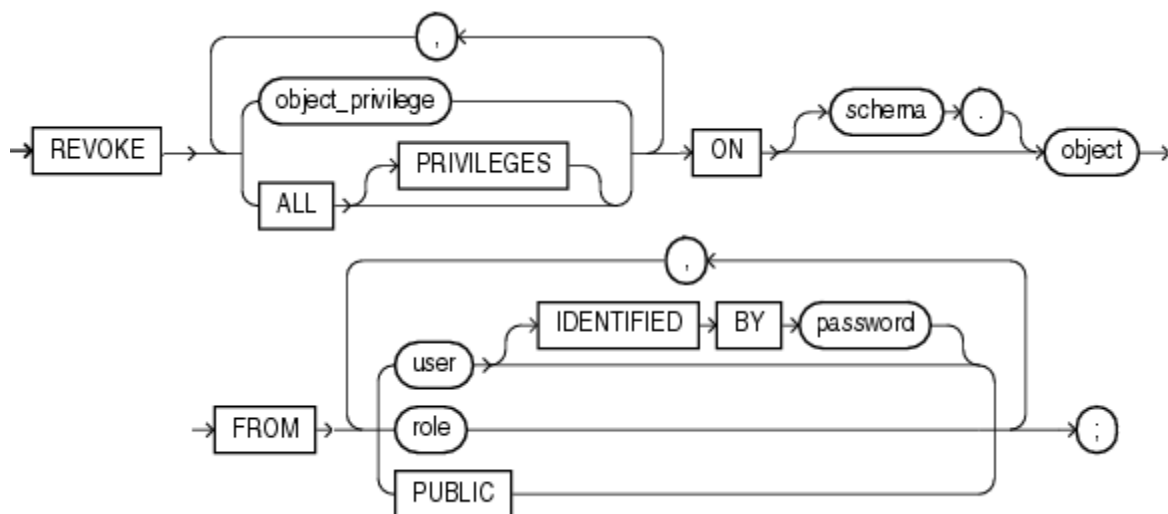 ,
object_privilege
schema .
REVOKE ON object
PRIVILEGES
ALL
,
IDENTIFIED BY password
user
FROM role ;
PUBLIC